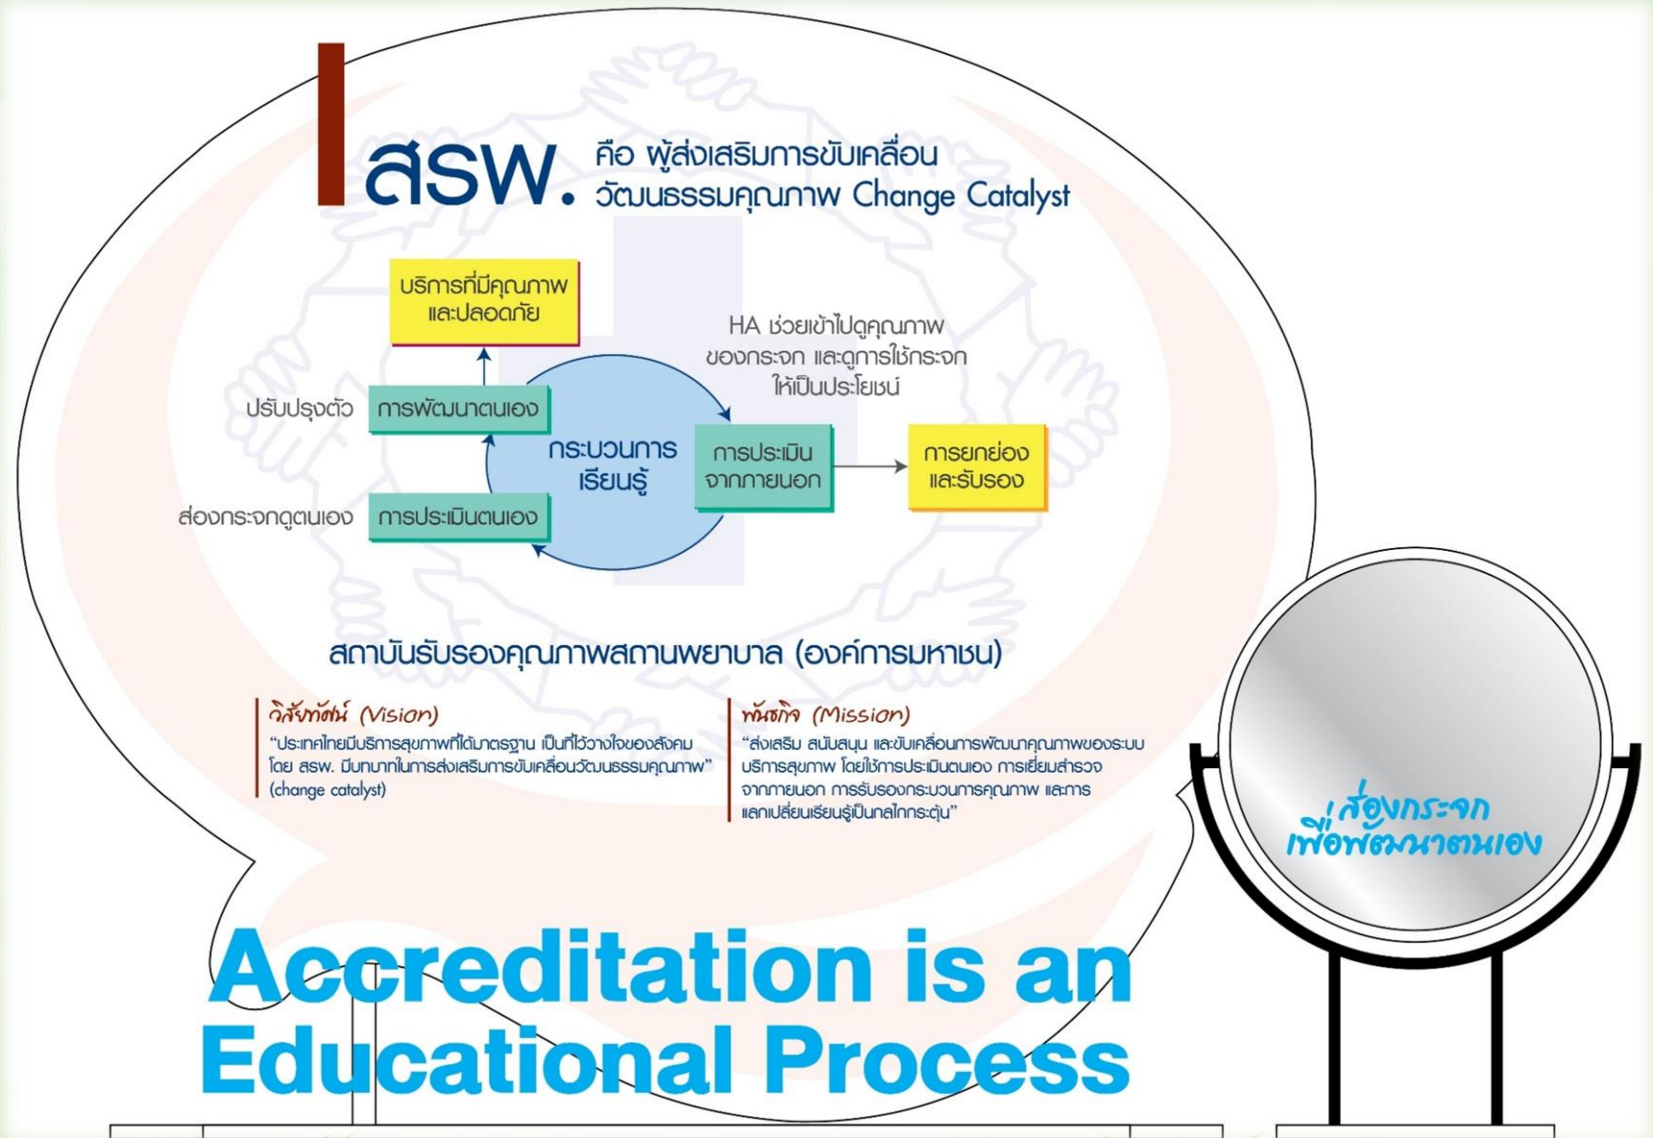 สรพ.
คือ ผู้ส่งเสริมการขับเคลื่อน
วัฒนธรรมคุณภาพ Change Catalyst
บริการที่มีคุณภาพ
และปลอดภัย
HA ช่วยเข้าไปดูคุณภาพ
ของกระจก และดูการใช้กระจก
ให้เป็นประโยชน์
ปรับปรุงตัว
การพัฒนาตนเอง
กระบวนการ
เรียนรู้
การประเมิน
จากภายนอก
การยกย่อง
และรับรอง
ส่องกระจกดูตนเอง
การประเมินตนเอง
สถาบันรับรองคุณภาพสถานพยาบาล (องค์การมหาชน)
วิสัยทัศน์ (Vision)
“ประเทศไทยมีบริการสุขภาพที่ได้มาตรฐาน เป็นที่ไว้วางใจของสังคม
โดย สรพ. มีบทบาทในการส่งเสริมการขับเคลื่อนวัฒนธรรมคุณภาพ”
(change catalyst)
พันธกิจ (Mission)
“ส่งเสริม สนับสนุน และขับเคลื่อนการพัฒนาคุณภาพของระบบ
บริการสุขภาพ โดยใช้การประเมินตนเอง การเยี่ยมสำรวจ
จากภายนอก การรับรองกระบวนการคุณภาพ และการ
แลกเปลี่ยนเรียนรู้เป็นกลไกกระตุ้น”
ส่องกระจก
เพื่อพัฒนาตนเอง
Accreditation is an
Educational Process